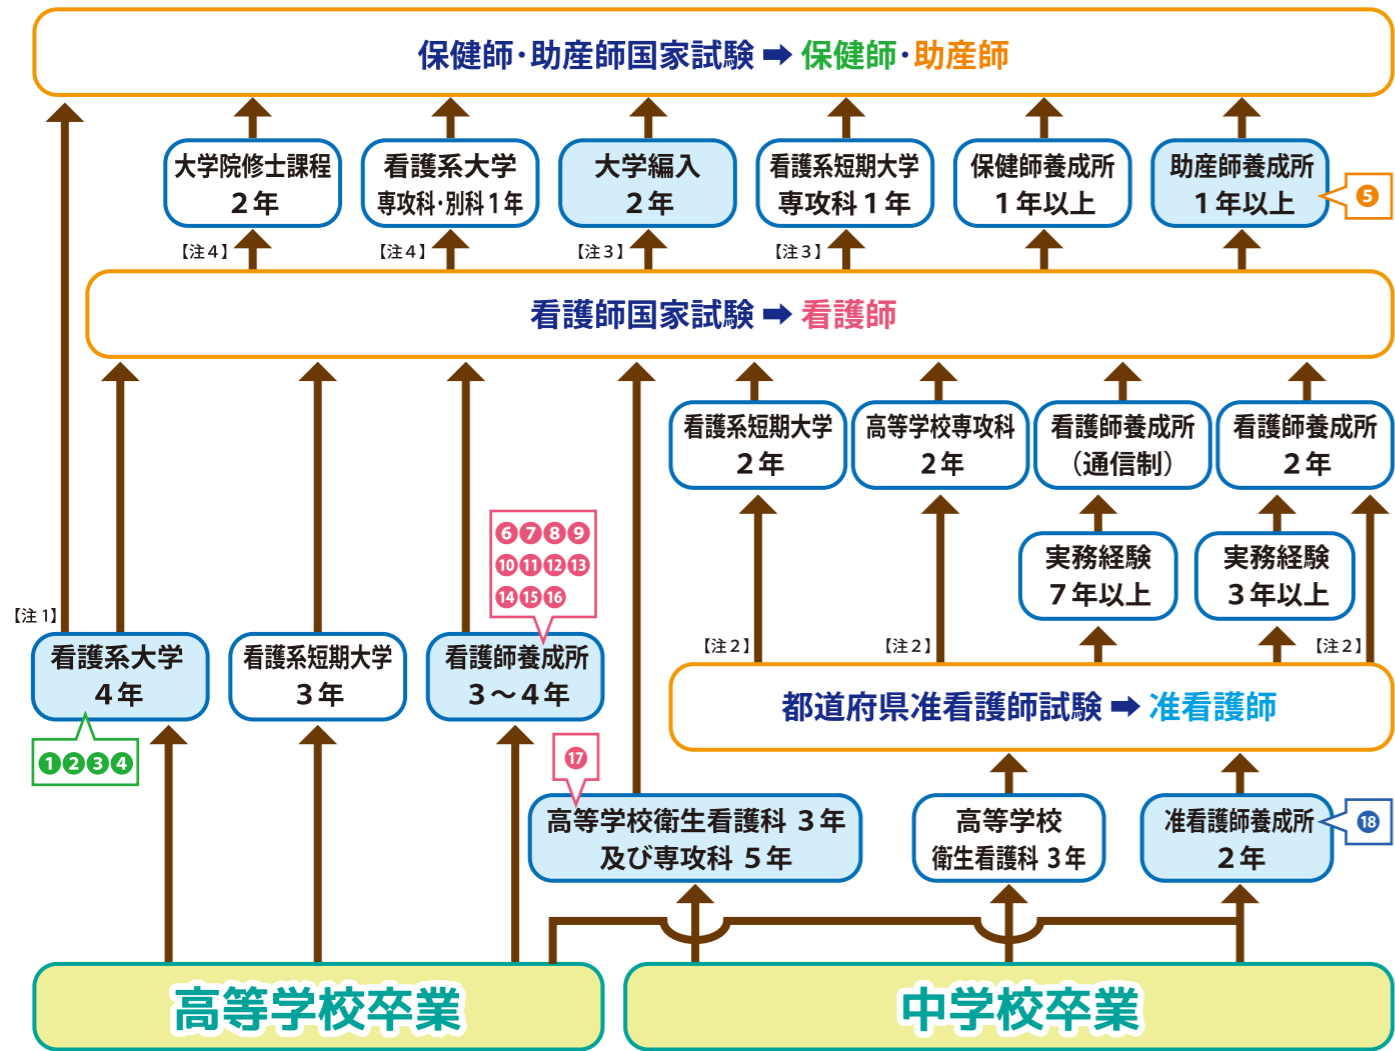 保健師・助産師国家試験 ➡ 保健師・助産師
大学院修士課程
２年
看護系大学
専攻科・別科１年
大学編入
２年
看護系短期大学
専攻科１年
保健師養成所
１年以上
助産師養成所
１年以上
❺
【注４】
【注４】
【注３】
【注３】
看護師国家試験 ➡ 看護師
看護系短期大学
２年
高等学校専攻科
２年
看護師養成所
（通信制）
看護師養成所
２年
❻❼❽❾
❿⓫⓬⓭
⓮⓯⓰
実務経験
７年以上
実務経験
３年以上
【注１】
【注２】
【注２】
【注２】
看護系大学
４年
看護系短期大学
３年
看護師養成所
３～４年
都道府県准看護師試験 ➡ 准看護師
❶❷❸❹
⓱
高等学校衛生看護科 ３年
及び専攻科 ５年
高等学校
衛生看護科 ３年
准看護師養成所
２年
⓲
高等学校卒業
中学校卒業